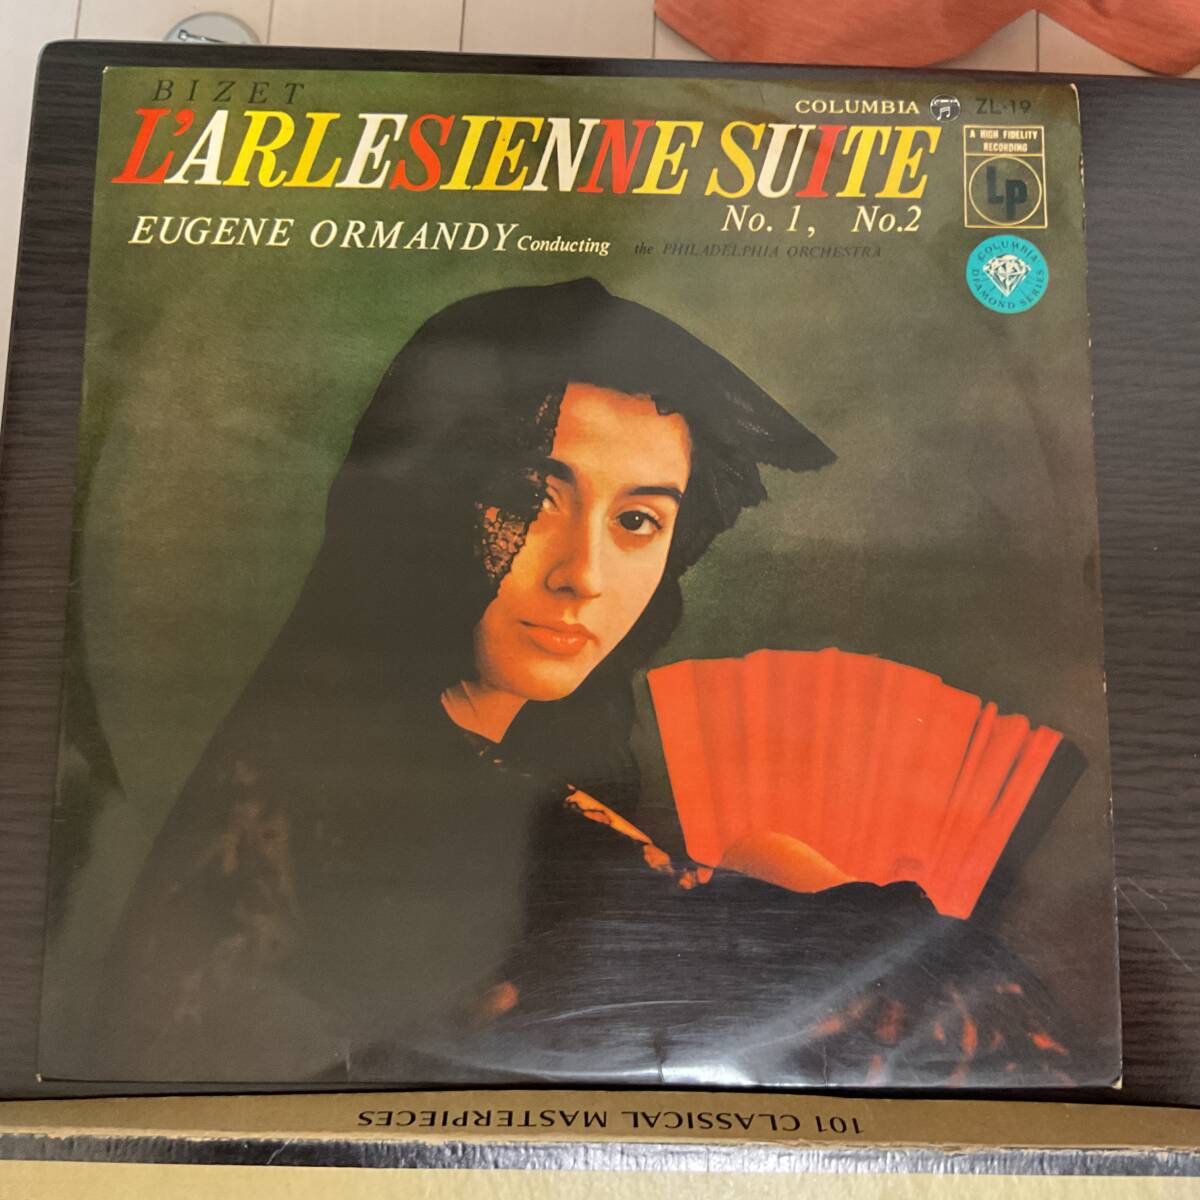 BIZET
COLUMBIA ZL-19
L'ARLESIENNE SUITE
No. 1, No.2
A HIGH FIDELITY
RECORDING
LP
EUGENE ORMANDY Conducting the PHILADELPHIA ORCHESTRA
COLUMBIA
DIAMOND SERIES
101 CLASSICAL MASTERPIECES